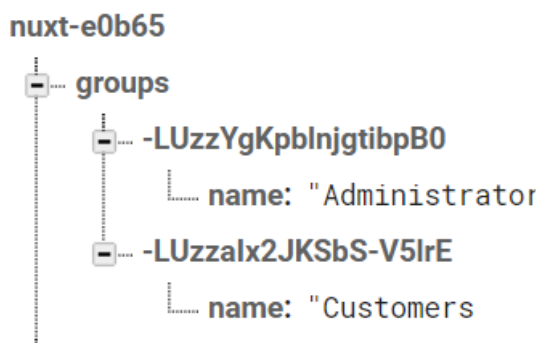 nuxt-e0b65
groups
-LUzzYgKpblnjgtibpB0
name: "Administrator
-LUzzalx2JKSbS-V5lrE
name: "Customers